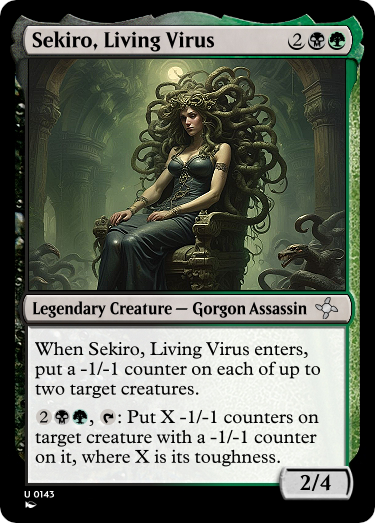 Sekiro, Living Virus 2
Legendary Creature — Gorgon Assassin
When Sekiro, Living Virus enters,
put a -1/-1 counter on each of up to
two target creatures.
2, : Put X -1/-1 counters on
target creature with a -1/-1 counter
on it, where X is its toughness.
2/4
U 0143